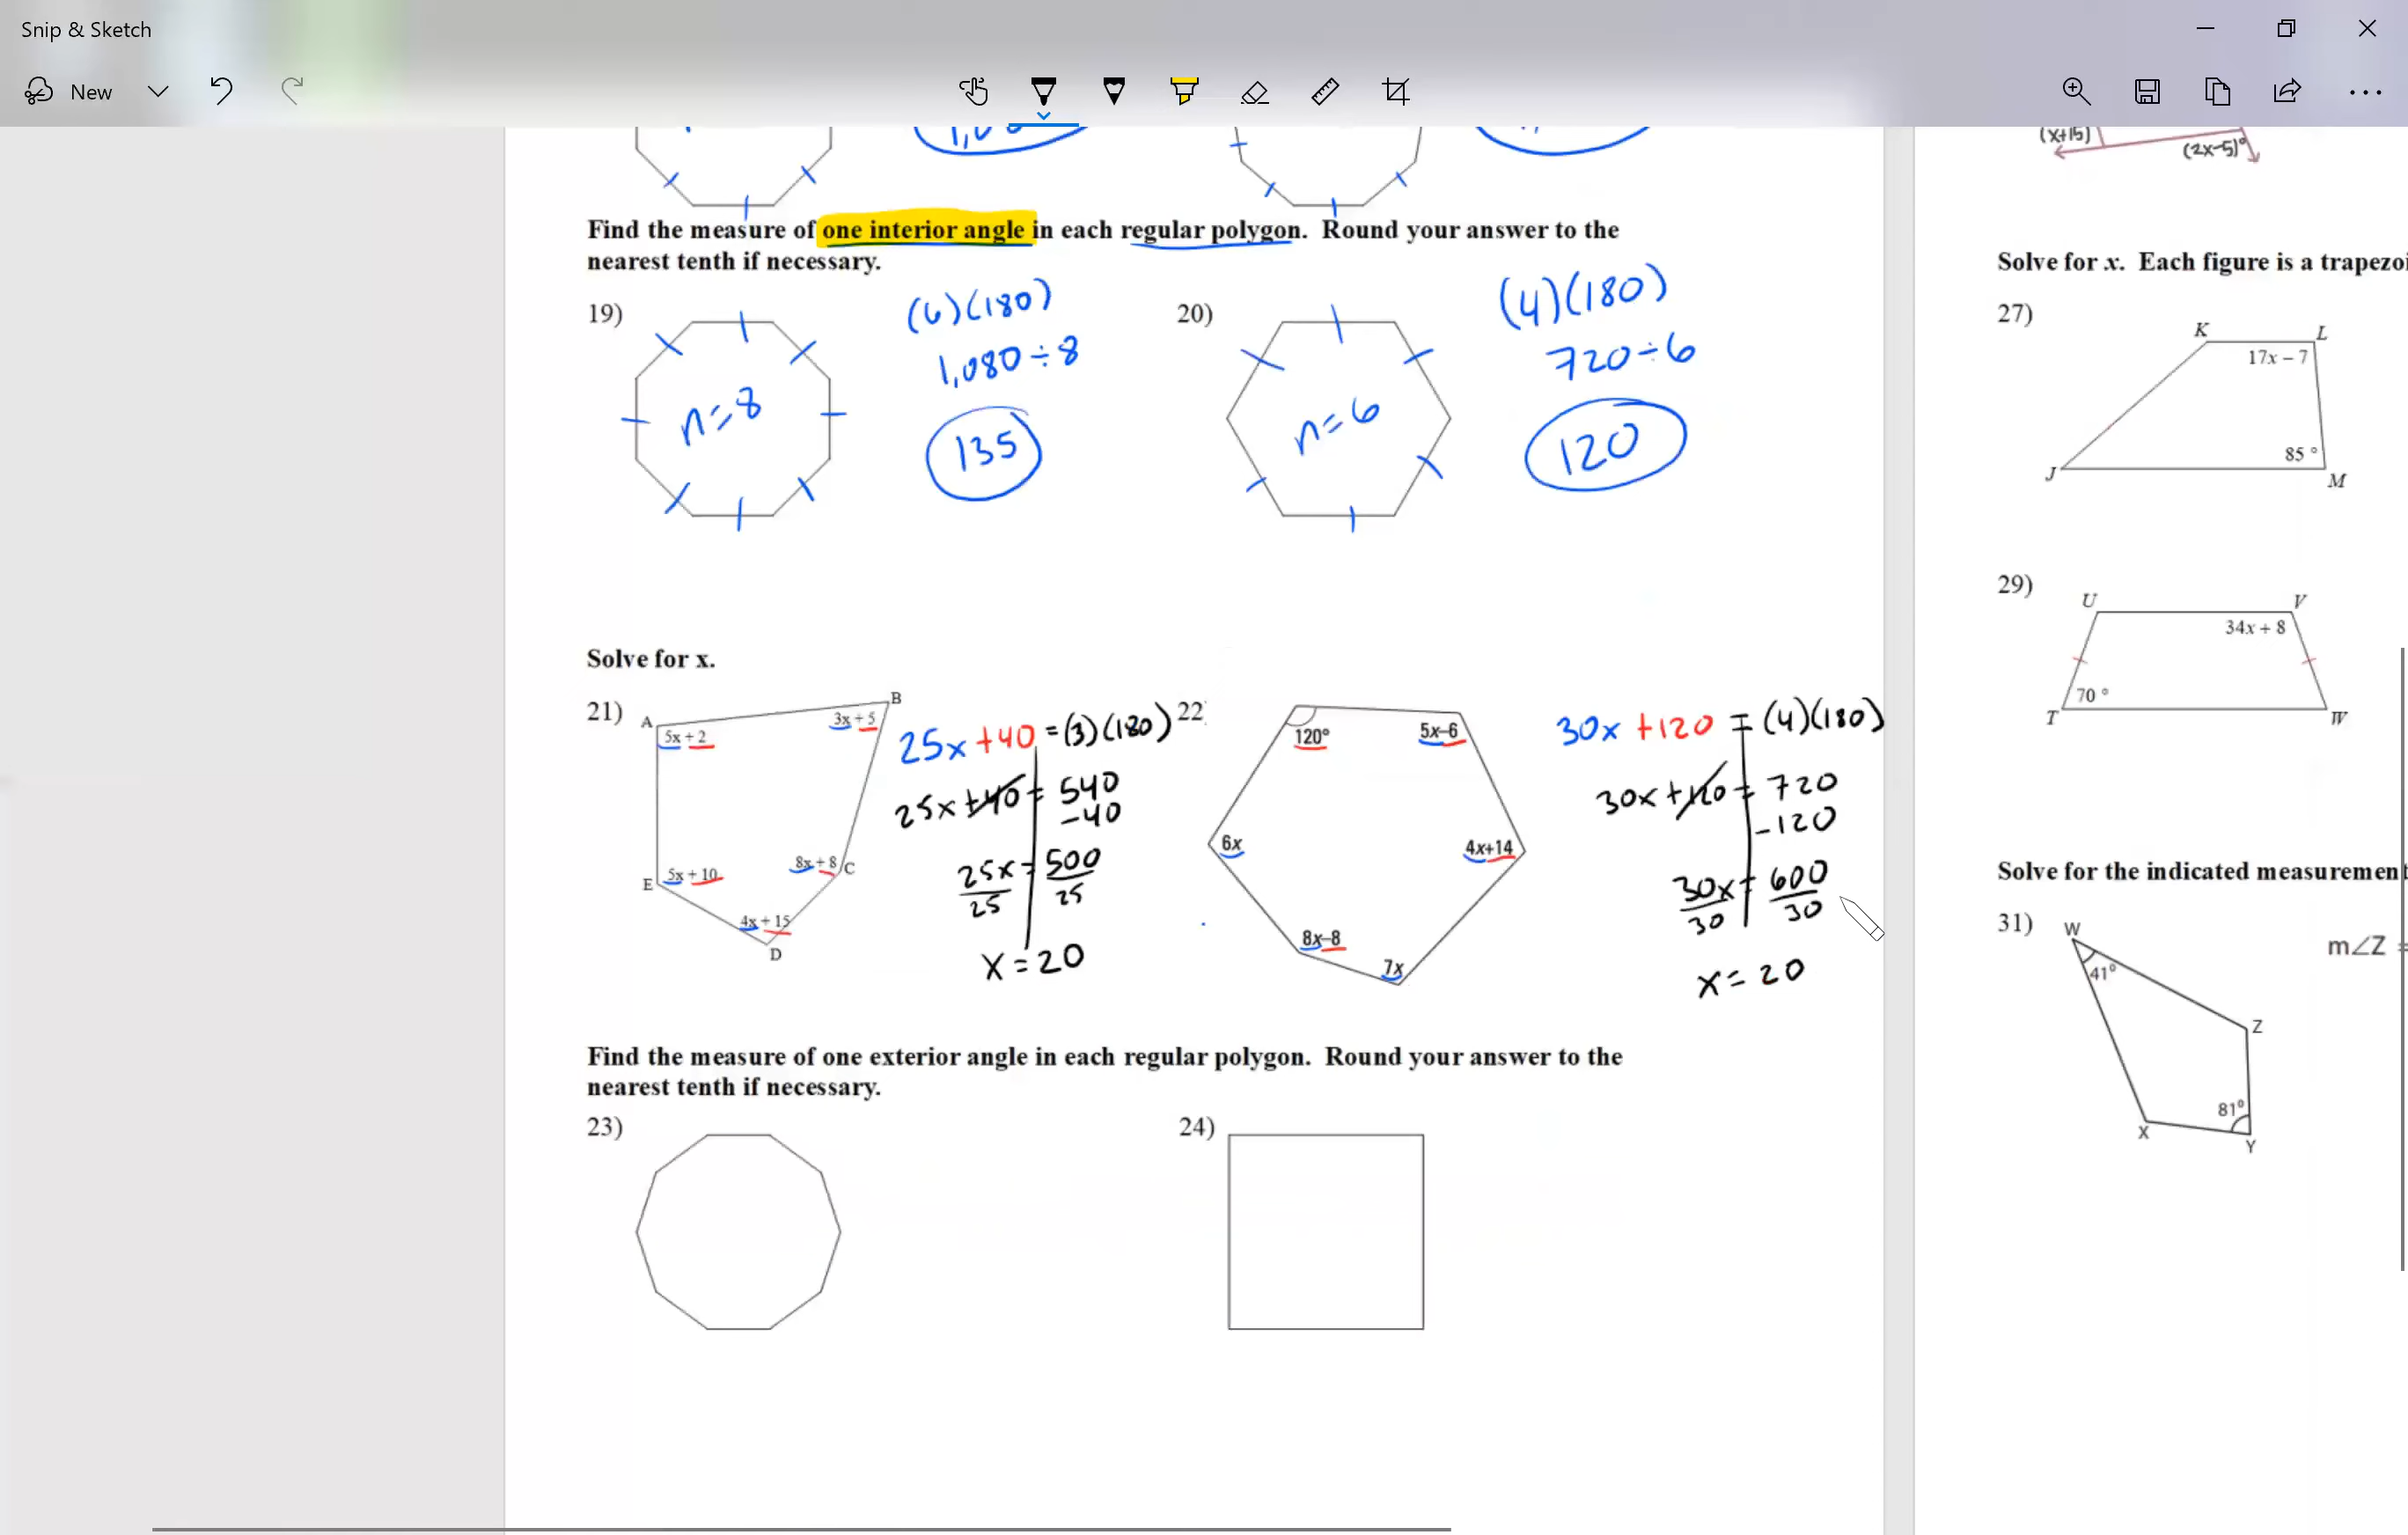 Snip & Sketch
New
Find the measure of one interior angle in each regular polygon. Round your answer to the
nearest tenth if necessary.
19)
n=8
(6)(180)
1,080÷8
135
20)
n=6
(4)(180)
720÷6
120
Solve for x.
21)
A
B
C
D
E
5x + 2
3x + 5
8x + 8
4x + 15
5x + 10
25x +40 = (3)(180)
25x +40 = 540
-40
25x = 500
25 25
x = 20
22
120°
5x–6
6x
4x+14
8x–8
7x
30x +120 = (4)(180)
30x +120 = 720
-120
30x = 600
30 30
x = 20
Find the measure of one exterior angle in each regular polygon. Round your answer to the
nearest tenth if necessary.
23)
24)
(x+15)
(2x-5)°
Solve for x. Each figure is a
27)
K
L
17x – 7
85 °
J
M
29)
U
V
34x + 8
70 °
T
W
Solve for the indicated
31)
W
41°
m∠Z =
Z
81°
X
Y